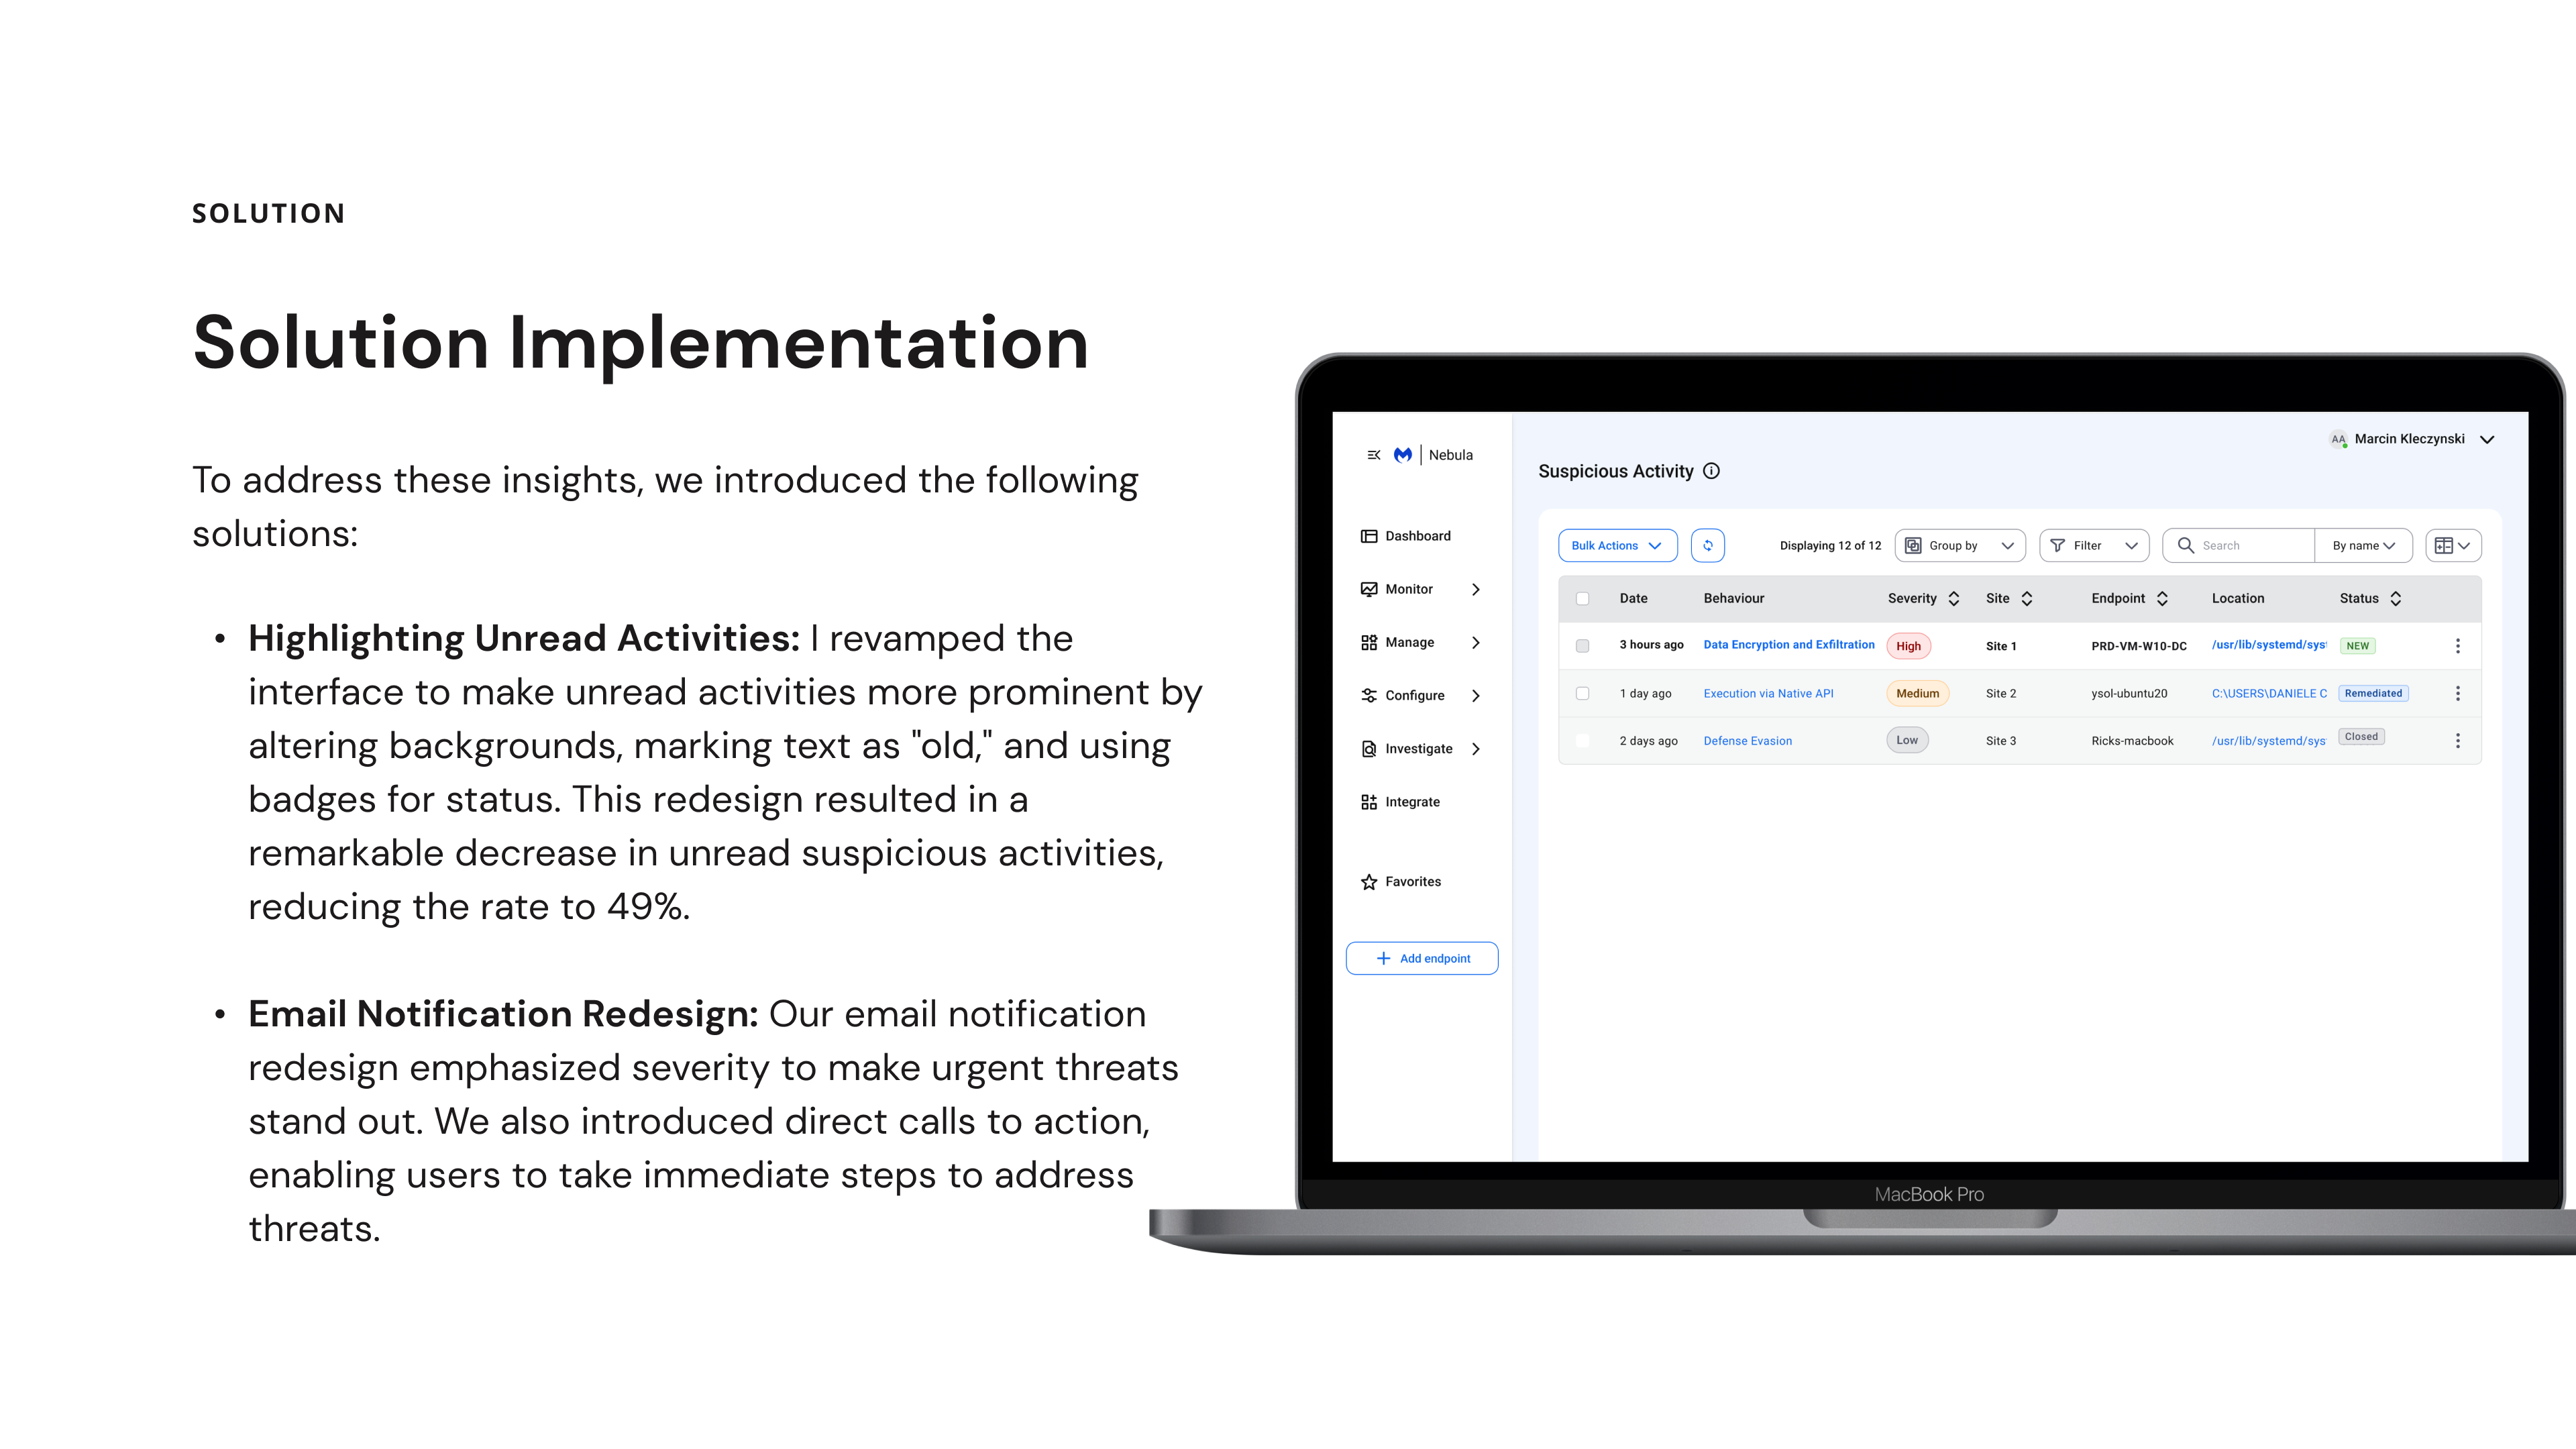 SOLUTION
Solution Implementation
To address these insights, we introduced the following
solutions:
• Highlighting Unread Activities: I revamped the
interface to make unread activities more prominent by
altering backgrounds, marking text as "old," and using
badges for status. This redesign resulted in a
remarkable decrease in unread suspicious activities,
reducing the rate to 49%.
• Email Notification Redesign: Our email notification
redesign emphasized severity to make urgent threats
stand out. We also introduced direct calls to action,
enabling users to take immediate steps to address
threats.
Nebula
Dashboard
Monitor
Manage
Configure
Investigate
Integrate
Favorites
Add endpoint
AA Marcin Kleczynski
Suspicious Activity
Bulk Actions Displaying 12 of 12 Group by Filter Search By name
Date Behaviour Severity Site Endpoint Location Status
3 hours ago Data Encryption and Exfiltration High Site 1 PRD-VM-W10-DC /usr/lib/systemd/sys NEW
1 day ago Execution via Native API Medium Site 2 ysol-ubuntu20 C:\USERS\DANIELE C Remediated
2 days ago Defense Evasion Low Site 3 Ricks-macbook /usr/lib/systemd/sys Closed
MacBook Pro